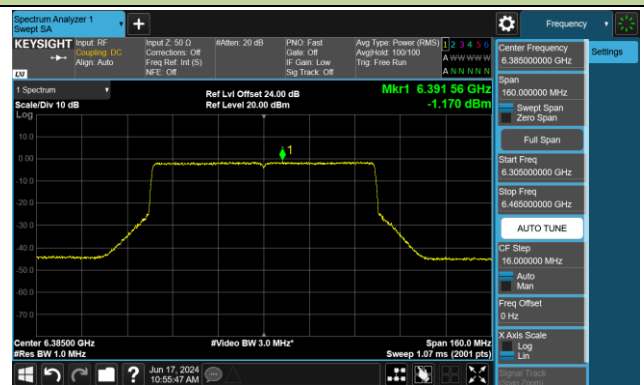 Spectrum Analyzer 1
Swept SA
Frequency
KEYSIGHT
Input: RF
Coupling: DC
Align: Auto
Input Z: 50 Ω
Corrections: Off
Freq Ref: Int (S)
NFE: Off
#Atten: 20 dB
PNO: Fast
Gate: Off
IF Gain: Low
Sig Track: Off
Avg Type: Power (RMS)
Avg|Hold: 100/100
Trig: Free Run
1 2 3 4 5 6
A W W W W W
A N N N N N
LXI
1 Spectrum
Scale/Div 10 dB
Log
Ref Lvl Offset 24.00 dB
Ref Level 20.00 dBm
Mkr1 6.391 56 GHz
-1.170 dBm
1
10.0
0.00
-10.0
-20.0
-30.0
-40.0
-50.0
-60.0
-70.0
Center 6.38500 GHz
#Res BW 1.0 MHz
#Video BW 3.0 MHz*
Span 160.0 MHz
Sweep 1.07 ms (2001 pts)
Jun 17, 2024
10:55:47 AM
Center Frequency
6.385000000 GHz
Settings
Span
160.000000 MHz
Swept Span
Zero Span
Full Span
Start Freq
6.305000000 GHz
Stop Freq
6.465000000 GHz
AUTO TUNE
CF Step
16.000000 MHz
Auto
Man
Freq Offset
0 Hz
X Axis Scale
Log
Lin
Signal Track
(Span Zoom)